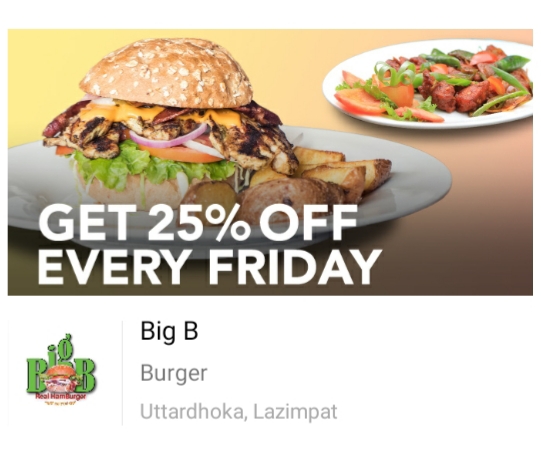 GET 25% OFF
EVERY FRIDAY
Big B
Real Hamburger
Big B
Burger
Uttardhoka, Lazimpat